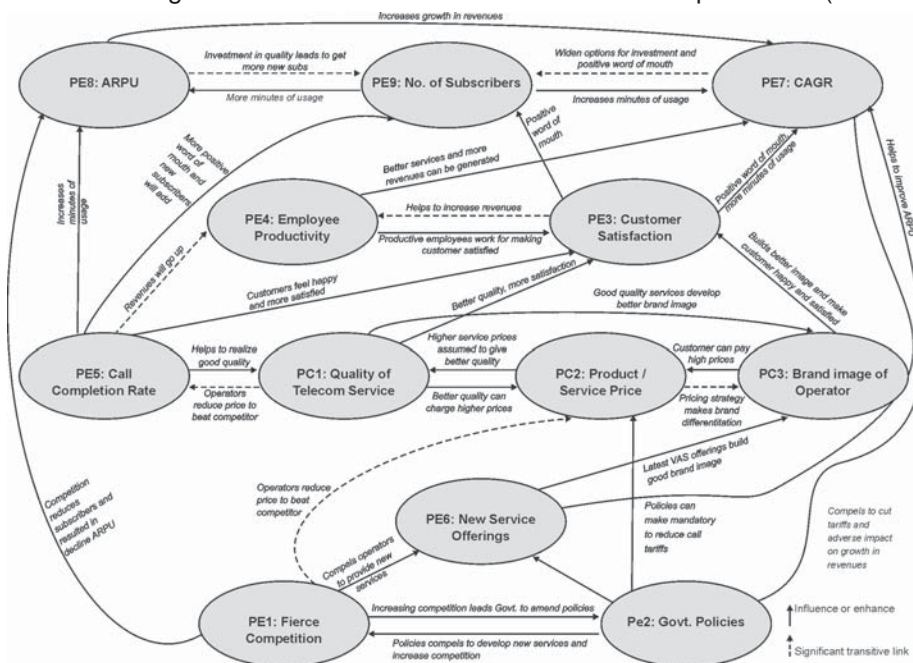 Increases growth in revenues
PE8: ARPU
Investment in quality leads to get
more new subs
More minutes of usage
PE9: No. of Subscribers
Widen options for investment and
positive word of mouth
Increases minutes of usage
PE7: CAGR
Increases
minutes of
usage
More positive
word of
mouth and
new
subscribers
will add
Better services and more
revenues can be generated
Positive
word of
mouth
Positive word of mouth
more minutes of usage
Helps to improve ARPU
PE4: Employee
Productivity
Helps to increase revenues
Productive employees work for making
customer satisfied
PE3: Customer
Satisfaction
Revenues will go up
Customers feel happy
and more satisfied
Better quality, more satisfaction
Good quality services develop
better brand image
Builds better image and make
customer happy and satisfied
PE5: Call
Completion Rate
Helps to realize
good quality
Operators
reduce price to
beat competitor
PC1: Quality of
Telecom Service
Higher service prices
assumed to give
better quality
Better quality can
charge higher prices
PC2: Product /
Service Price
Customer can pay
high prices
Pricing strategy
makes brand
differentitation
PC3: Brand image of
Operator
Competition
reduces
subscribers and
resulted in
decline ARPU
Operators reduce
price to beat
competitor
Latest VAS offerings build
good brand image
PE6: New Service
Offerings
Policies can
make mandatory
to reduce call
tariffs
Compels to cut
tariffs and
adverse impact
on growth in
revenues
Compels operators
to provide new
services
PE1: Fierce
Competition
Increasing competition leads Govt. to amend policies
Policies compels to develop new services and
increase competition
Pe2: Govt. Policies
Influence or enhance
Significant transitive link